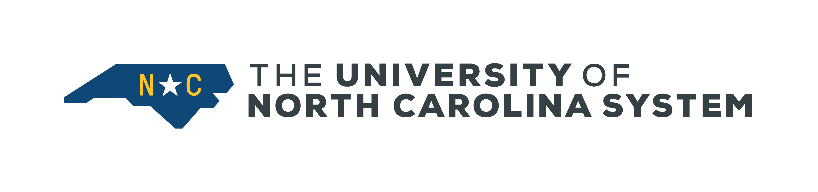 N★C
THE UNIVERSITY OF
NORTH CAROLINA SYSTEM